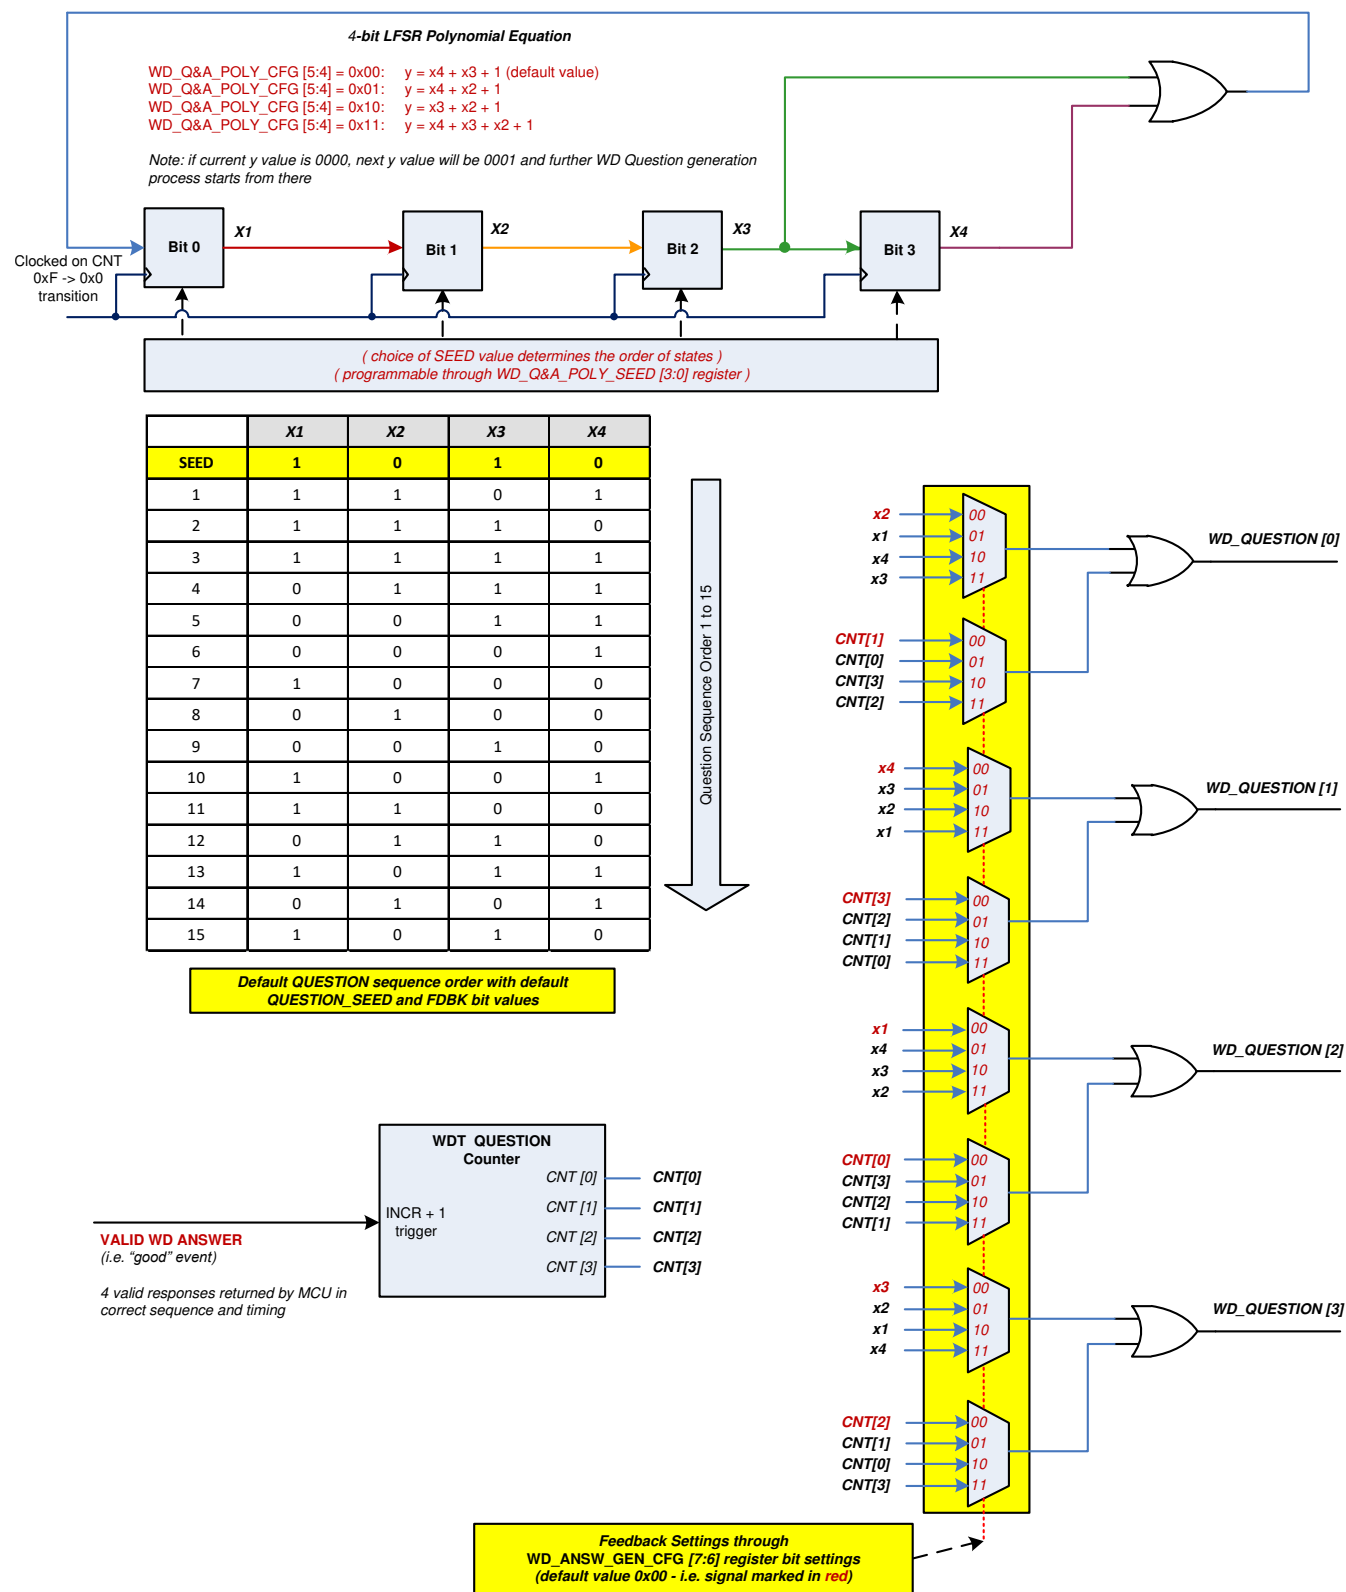 4-bit LFSR Polynomial Equation
WD_Q&A_POLY_CFG [5:4] = 0x00: y = x4 + x3 + 1 (default value)
WD_Q&A_POLY_CFG [5:4] = 0x01: y = x4 + x2 + 1
WD_Q&A_POLY_CFG [5:4] = 0x10: y = x3 + x2 + 1
WD_Q&A_POLY_CFG [5:4] = 0x11: y = x4 + x3 + x2 + 1
Note: if current y value is 0000, next y value will be 0001 and further WD Question generation
process starts from there
Bit 0
X1
Bit 1
X2
Bit 2
X3
Bit 3
X4
Clocked on CNT
0xF -> 0x0
transition
( choice of SEED value determines the order of states )
( programmable through WD_Q&A_POLY_SEED [3:0] register )
X1 X2 X3 X4
SEED 1 0 1 0
1 1 1 0 1
2 1 1 1 0
3 1 1 1 1
4 0 1 1 1
5 0 0 1 1
6 0 0 0 1
7 1 0 0 0
8 0 1 0 0
9 0 0 1 0
10 1 0 0 1
11 1 1 0 0
12 0 1 1 0
13 1 0 1 1
14 0 1 0 1
15 1 0 1 0
Question Sequence Order 1 to 15
Default QUESTION sequence order with default
QUESTION_SEED and FDBK bit values
x2 00
x1 01
x4 10
x3 11
WD_QUESTION [0]
CNT[1] 00
CNT[0] 01
CNT[3] 10
CNT[2] 11
x4 00
x3 01
x2 10
x1 11
WD_QUESTION [1]
CNT[3] 00
CNT[2] 01
CNT[1] 10
CNT[0] 11
x1 00
x4 01
x3 10
x2 11
WD_QUESTION [2]
CNT[0] 00
CNT[3] 01
CNT[2] 10
CNT[1] 11
x3 00
x2 01
x1 10
x4 11
WD_QUESTION [3]
CNT[2] 00
CNT[1] 01
CNT[0] 10
CNT[3] 11
WDT QUESTION
Counter
CNT [0] CNT[0]
CNT [1] CNT[1]
CNT [2] CNT[2]
CNT [3] CNT[3]
INCR + 1
trigger
VALID WD ANSWER
(i.e. “good” event)
4 valid responses returned by MCU in
correct sequence and timing
Feedback Settings through
WD_ANSW_GEN_CFG [7:6] register bit settings
(default value 0x00 - i.e. signal marked in red)